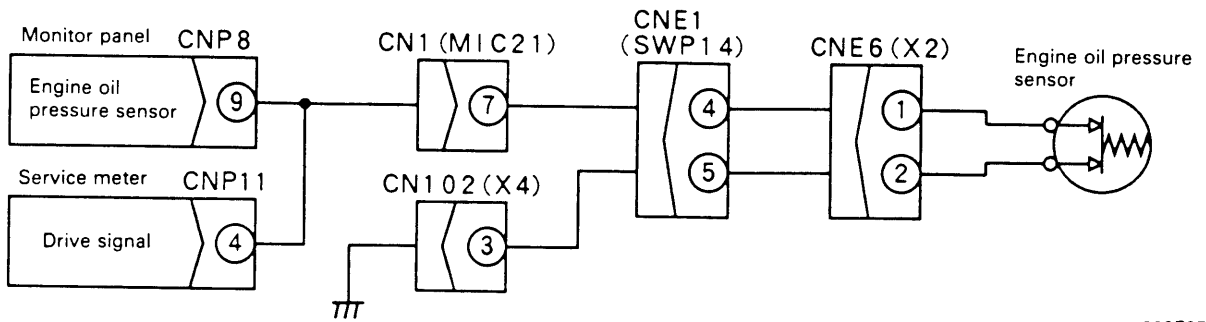 Monitor panel
CNP8
Engine oil
pressure sensor
9
Service meter
CNP11
Drive signal
4
CN1(MIC21)
7
CN102(X4)
3
CNE1
(SWP14)
4
5
CNE6(X2)
1
2
Engine oil pressure
sensor